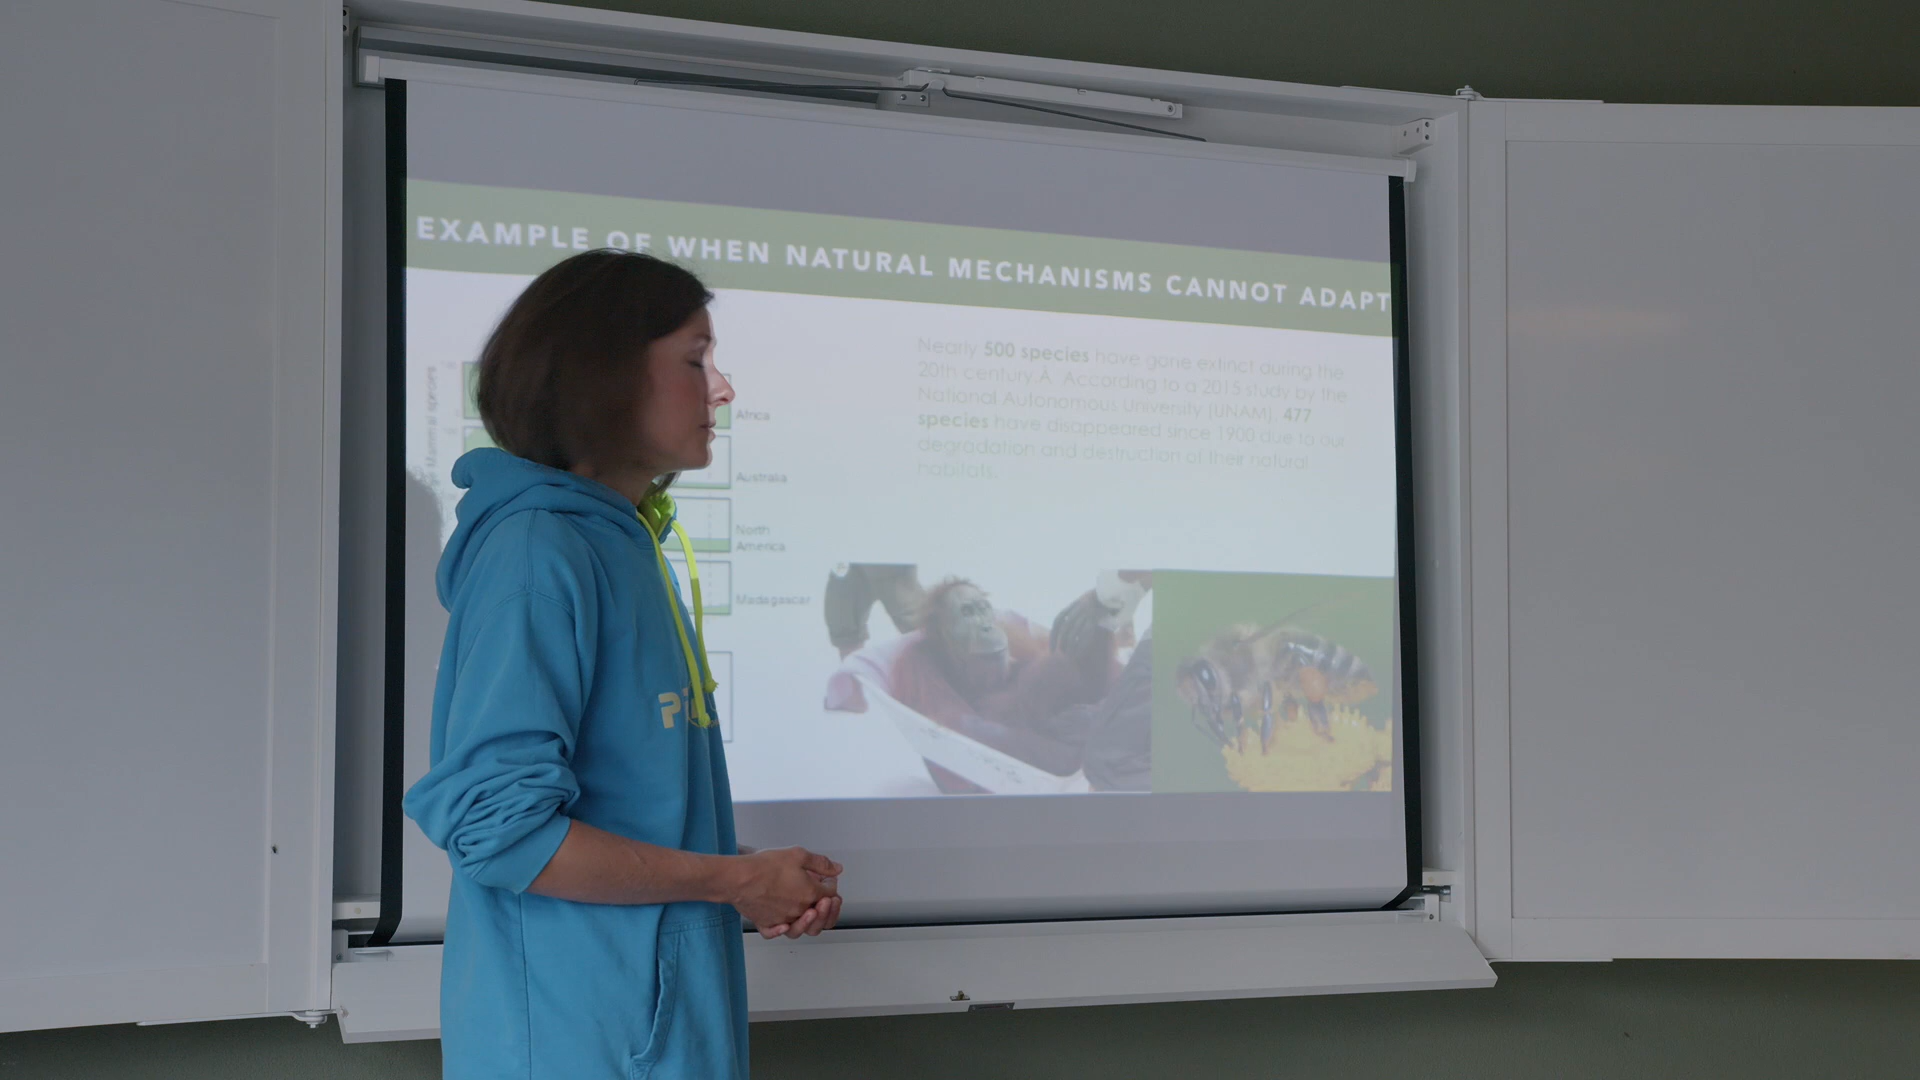 EXAMPLE OF WHEN NATURAL MECHANISMS CANNOT ADAPT
Mammal species
Africa
Australia
North
America
Madagascar
Nearly 500 species have gone extinct during the
20th century.Â  "According to a 2015 study by the
National Autonomous University (UNAM), 477
species have disappeared since 1900 due to our
degradation and destruction of their natural
habitats.